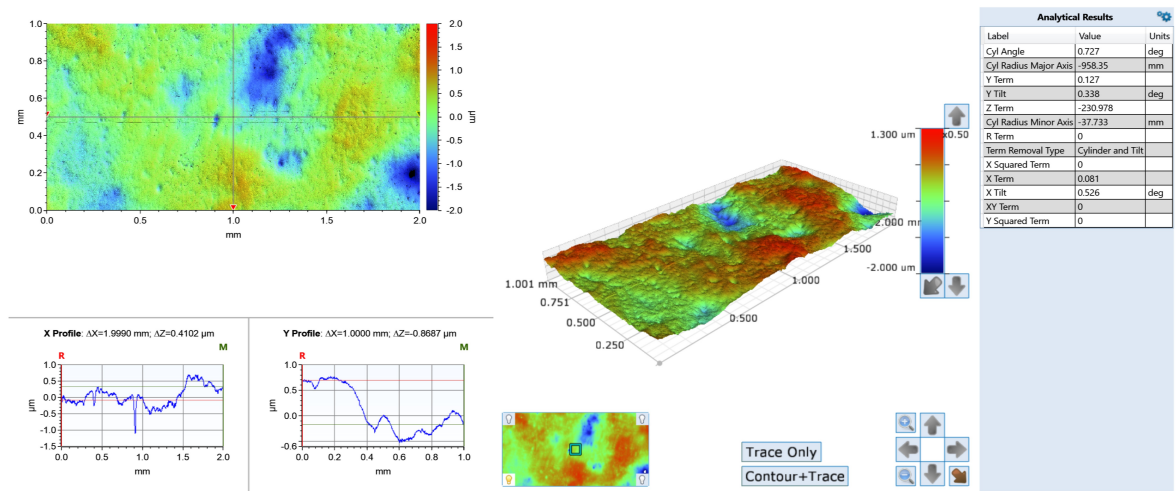 1.0
0.8
0.6
0.4
0.2
0.0
mm
0.0
0.5
1.0
1.5
2.0
mm
2.0
1.5
1.0
0.5
0.0
-0.5
-1.0
-1.5
-2.0
µm
X Profile: ΔX=1.9990 mm; ΔZ=0.4102 µm
R
M
1.0
0.5
0.0
-0.5
-1.0
-1.5
µm
0.0 0.5 1.0 1.5 2.0
mm
Y Profile: ΔX=1.0000 mm; ΔZ=-0.8687 µm
R
M
1.0
0.5
0.0
-0.6
µm
0.0 0.2 0.4 0.6 0.8 1.0
mm
1.300 um
x0.50
-2.000 um
2.000 mm
1.500
1.000
0.500
1.001 mm
0.751
0.500
0.250
Trace Only
Contour+Trace
Analytical Results
Label Value Units
Cyl Angle 0.727 deg
Cyl Radius Major Axis -958.35 mm
Y Term 0.127
Y Tilt 0.338 deg
Z Term -230.978
Cyl Radius Minor Axis -37.733 mm
R Term 0
Term Removal Type Cylinder and Tilt
X Squared Term 0
X Term 0.081
X Tilt 0.526 deg
XY Term 0
Y Squared Term 0